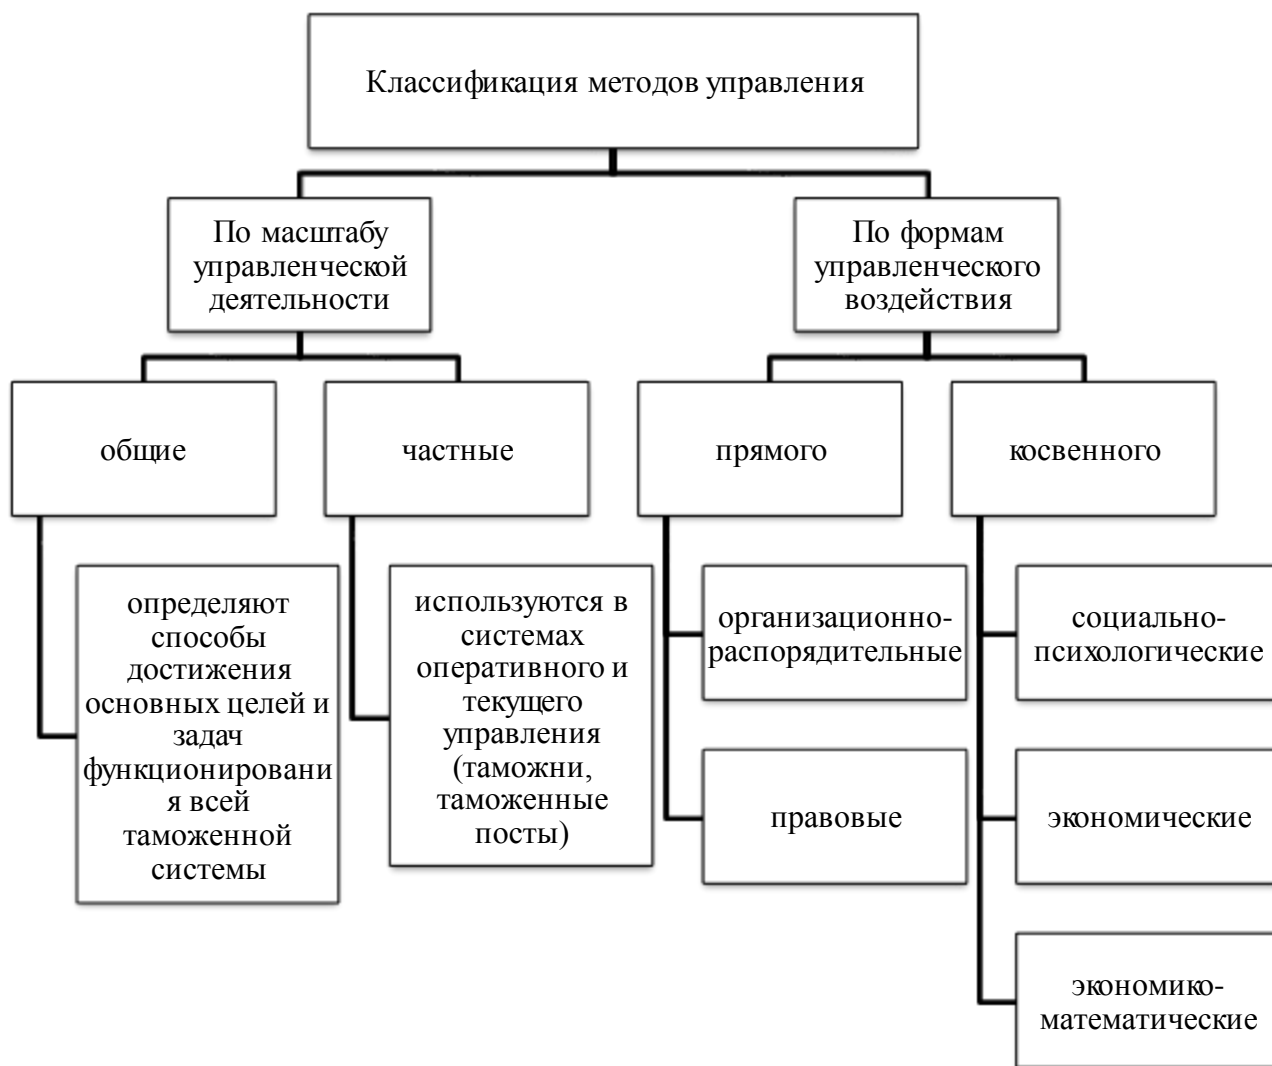 Классификация методов управления
По масштабу
управленческой
деятельности
По формам
управленческого
воздействия
общие
частные
прямого
косвенного
определяют
способы
достижения
основных целей и
задач
функционировани
я всей
таможенной
системы
используются в
системах
оперативного и
текущего
управления
(таможни,
таможенные
посты)
организационно-
распорядительные
социально-
психологические
правовые
экономические
экономико-
математические